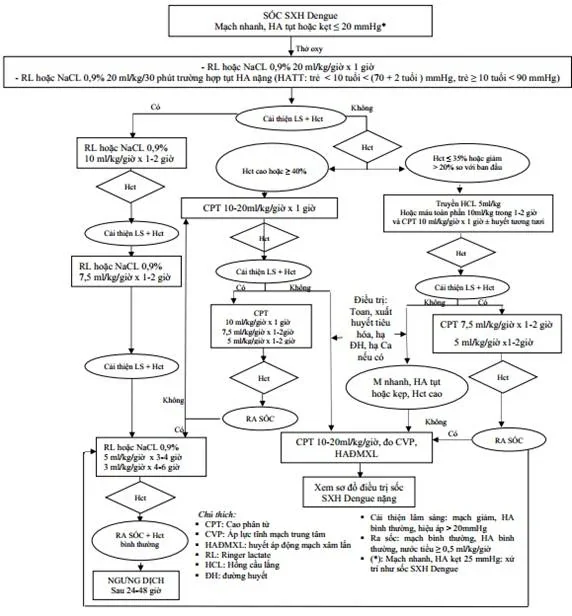 SỐC SXH Dengue
Mạch nhanh, HA tụt hoặc kẹt ≤ 20 mmHg*
Thở oxy
- RL hoặc NaCL 0,9% 20 ml/kg/giờ x 1 giờ
- RL hoặc NaCL 0,9% 20 ml/kg/30 phút trường hợp tụt HA nặng (HATT: trẻ < 10 tuổi < (70 + 2 tuổi ) mmHg, trẻ ≥ 10 tuổi < 90 mmHg)
Có
Không
Cải thiện LS + Hct
RL hoặc NaCL 0,9%
10 ml/kg/giờ x 1-2 giờ
Hct
Cải thiện LS + Hct
RL hoặc NaCL 0,9%
7,5 ml/kg/giờ x 1-2 giờ
Cải thiện LS + Hct
Có
RL hoặc NaCL 0,9%
5 ml/kg/giờ x 3-4 giờ
3 ml/kg/giờ x 4-6 giờ
Hct
RA SỐC + Hct
bình thường
NGƯNG DỊCH
Sau 24-48 giờ
Hct cao hoặc ≥ 40%
CPT 10-20ml/kg/giờ x 1 giờ
Hct
Cải thiện LS + Hct
Có
Không
CPT
10 ml/kg/giờ x 1 giờ
7,5 ml/kg/giờ x 1-2giờ
5 ml/kg/giờ x 1-2 giờ
Hct
Không
RA SỐC
Hct ≤ 35% hoặc giảm
> 20% so với ban đầu
Truyền HCL 5ml/kg
Hoặc máu toàn phần 10ml/kg trong 1-2 giờ
và CPT 10 ml/kg/giờ x 1 giờ ± huyết tương tươi
Hct
Cải thiện LS + Hct
Không
Có
Điều trị:
Toan, xuất
huyết tiêu
hóa, hạ
ĐH, hạ Ca
nếu có
CPT 7,5 ml/kg/giờ x 1-2 giờ
5 ml/kg/giờ x1-2giờ
M nhanh, HA tụt
hoặc kẹp, Hct cao
Hct
Không
Có
RA SỐC
CPT 10-20ml/kg/giờ, đo CVP,
HAĐMXL
Xem sơ đồ điều trị sốc
SXH Dengue nặng
Chú thích:
▪ CPT: Cao phân tử
▪ CVP: Áp lực tĩnh mạch trung tâm
▪ HAĐMXL: huyết áp động mạch xâm lấn
▪ RL: Ringer lactate
▪ HCL: Hồng cầu lắng
▪ ĐH: đường huyết
▪ Cải thiện lâm sàng: mạch giảm, HA
bình thường, hiệu áp > 20mmHg
▪ Ra sốc: mạch bình thường, HA bình
thường, nước tiểu ≥ 0,5 ml/kg/giờ
▪ (*): Mạch nhanh, HA kẹt 25 mmHg: xử
trí như sốc SXH Dengue